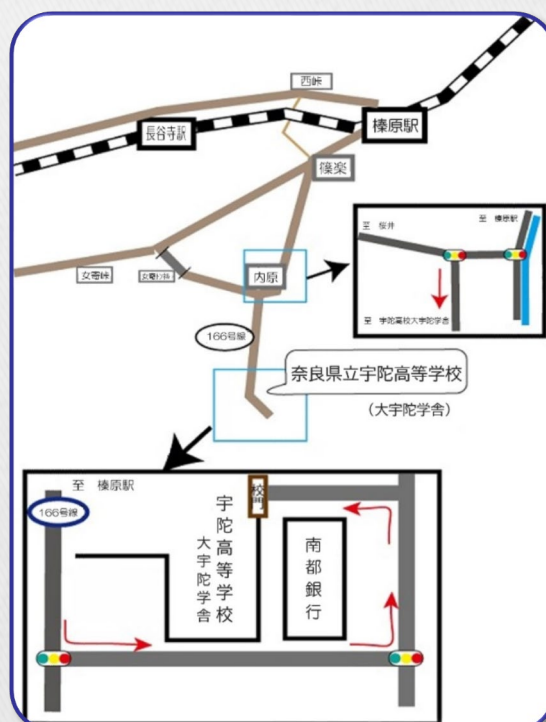 西峠
長谷寺駅
榛原駅
篠楽
至 榛原駅
至 桜井
女寄峠
内原
至 宇陀高校大宇陀学舎
166号線
奈良県立宇陀高等学校
(大宇陀学舎)
至 榛原駅
166号線
校門
宇陀高等学校
大宇陀学舎
南都銀行